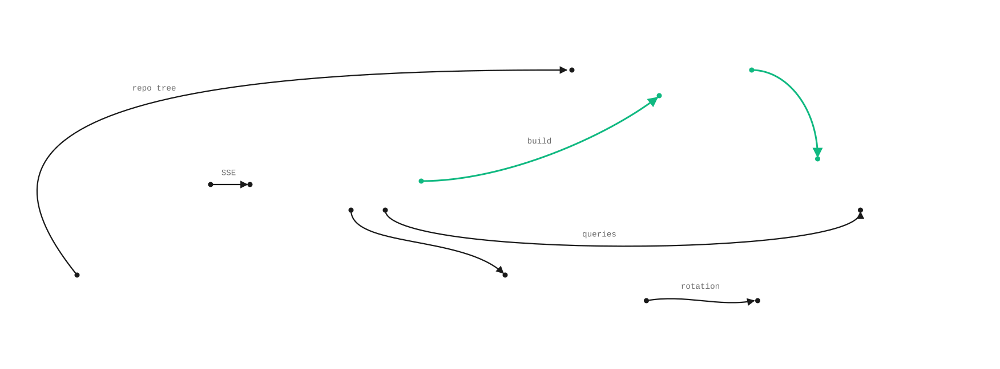 repo tree
build
SSE
queries
rotation